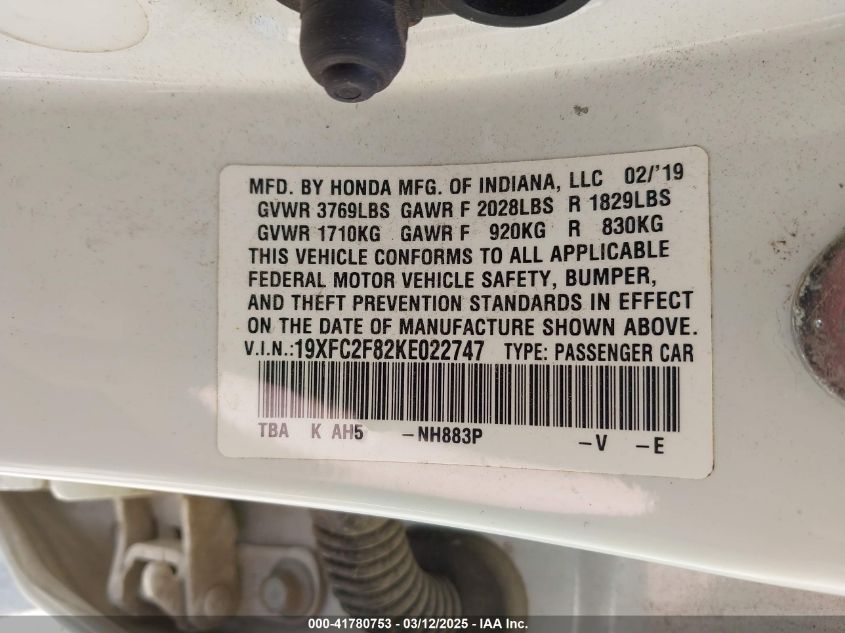 MFD. BY HONDA MFG. OF INDIANA, LLC 02/'19
GVWR 3769LBS GAWR F 2028LBS R 1829LBS
GVWR 1710KG GAWR F 920KG R 830KG
THIS VEHICLE CONFORMS TO ALL APPLICABLE
FEDERAL MOTOR VEHICLE SAFETY, BUMPER,
AND THEFT PREVENTION STANDARDS IN EFFECT
ON THE DATE OF MANUFACTURE SHOWN ABOVE.
V.I.N.:19XFC2F82KE022747 TYPE: PASSENGER CAR
TBA K AH5 -NH883P -V -E
000-41780753 - 03/12/2025 - IAA Inc.